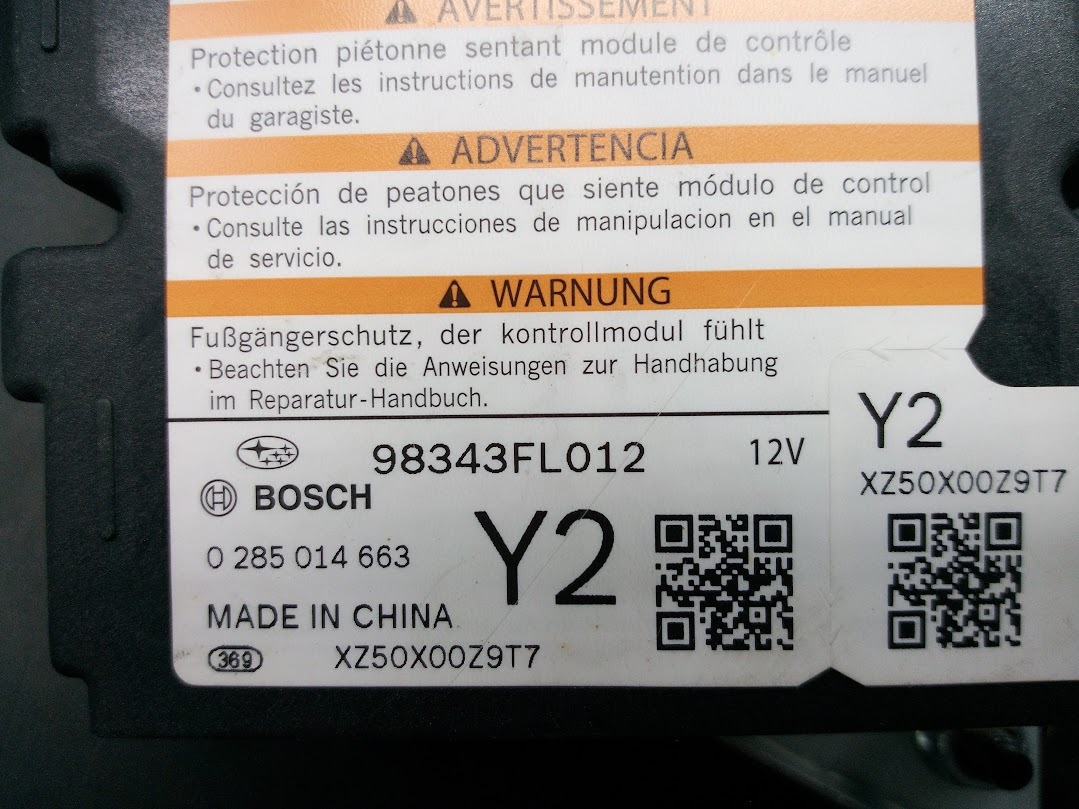 AVERTISSEMENT
Protection piétonne sentant module de contrôle
・Consultez les instructions de manutention dans le manuel
du garagiste.
ADVERTENCIA
Protección de peatones que siente módulo de control
・Consulte las instrucciones de manipulacion en el manual
de servicio.
WARNUNG
Fußgängerschutz, der kontrollmodul fühlt
・Beachten Sie die Anweisungen zur Handhabung
im Reparatur-Handbuch.
98343FL012 12V
BOSCH
0 285 014 663
Y2
MADE IN CHINA
369 XZ50X00Z9T7
Y2
XZ50X00Z9T7